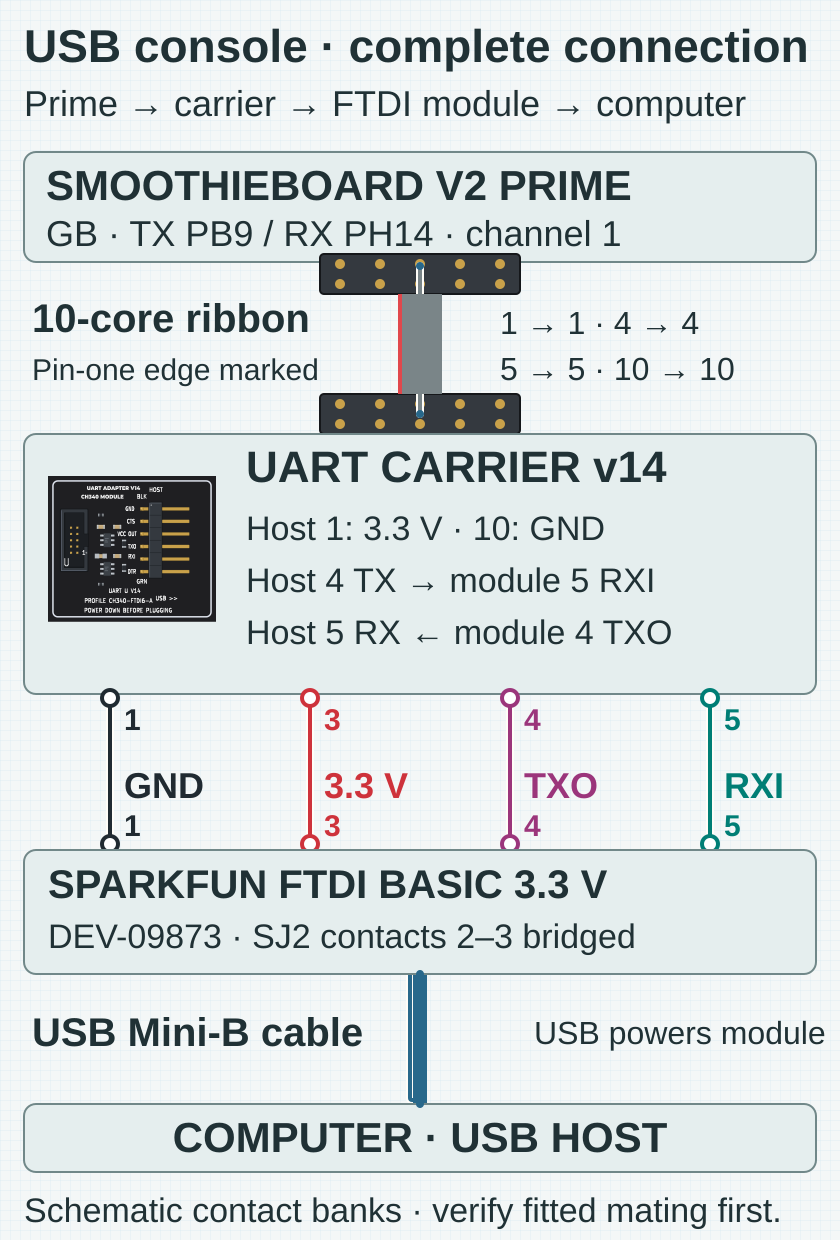 USB console · complete connection
Prime → carrier → FTDI module → computer
SMOOTHIEBOARD V2 PRIME
GB · TX PB9 / RX PH14 · channel 1
10-core ribbon
Pin-one edge marked
1 → 1 · 4 → 4
5 → 5 · 10 → 10
UART CARRIER v14
Host 1: 3.3 V · 10: GND
Host 4 TX → module 5 RXI
Host 5 RX ← module 4 TXO
UART ADAPTER V14
HOST
CH340 MODULE
BLK
GND
CTS
VCC OUT
TXO
RXI
DTR
GRN
U
1
UART U V14
PROFILE CH340-FTDI6-A
USB >>
POWER DOWN BEFORE PLUGGING
1
3
4
5
GND
3.3 V
TXO
RXI
1
3
4
5
SPARKFUN FTDI BASIC 3.3 V
DEV-09873 · SJ2 contacts 2–3 bridged
USB Mini-B cable
USB powers module
COMPUTER · USB HOST
Schematic contact banks · verify fitted mating first.